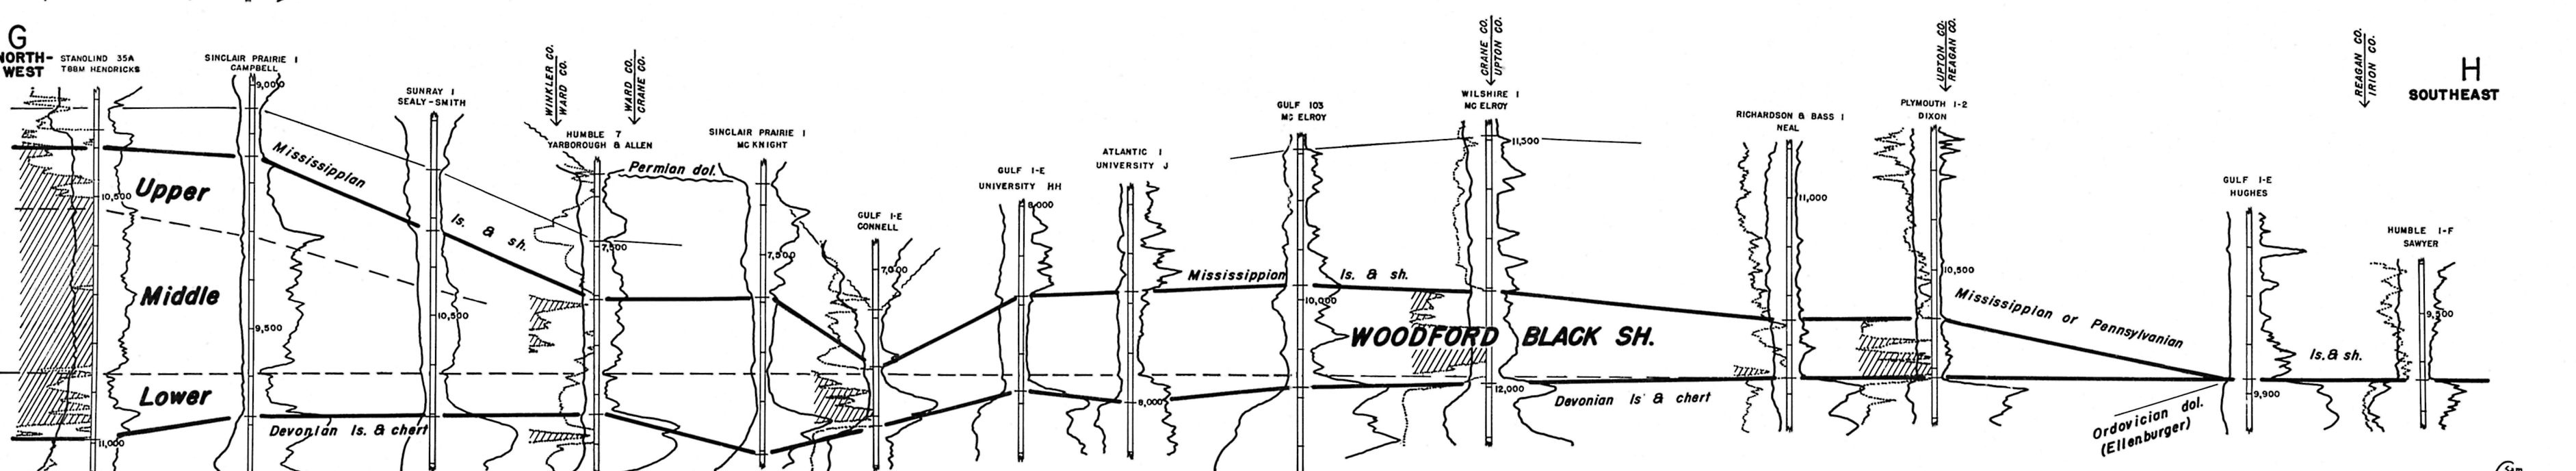 G
NORTH-
WEST
STANOLIND 35A
T88M HENDRICKS
SINCLAIR PRAIRIE 1
CAMPBELL
9,000
SUNRAY 1
SEALY-SMITH
WINKLER CO.
WARD CO.
WARD CO.
CRANE CO.
HUMBLE 7
YARBOROUGH & ALLEN
SINCLAIR PRAIRIE 1
MCKNIGHT
GULF 1-E
CONNELL
GULF 1-E
UNIVERSITY HH
8,000
ATLANTIC 1
UNIVERSITY J
GULF 103
MC ELROY
CRANE CO.
UPTON CO.
WILSHIRE 1
MC ELROY
11,500
RICHARDSON & BASS 1
NEAL
11,000
UPTON CO.
REAGAN CO.
PLYMOUTH 1-2
DIXON
GULF 1-E
HUGHES
REAGAN CO.
IRION CO.
HUMBLE 1-F
SAWYER
H
SOUTHEAST
Mississippian
ls. & sh.
Permian dol.
Upper
10,500
Middle
9,500
10,500
7,500
7,500
7,000
Mississippian
ls. & sh.
10,000
10,500
Mississippian or Pennsylvanian
9,500
ls. & sh.
WOODFORD BLACK SH.
Lower
Devonian ls. & chert
11,000
8,000
12,000
Devonian ls & chert
Ordovician dol.
(Ellenburger)
9,900